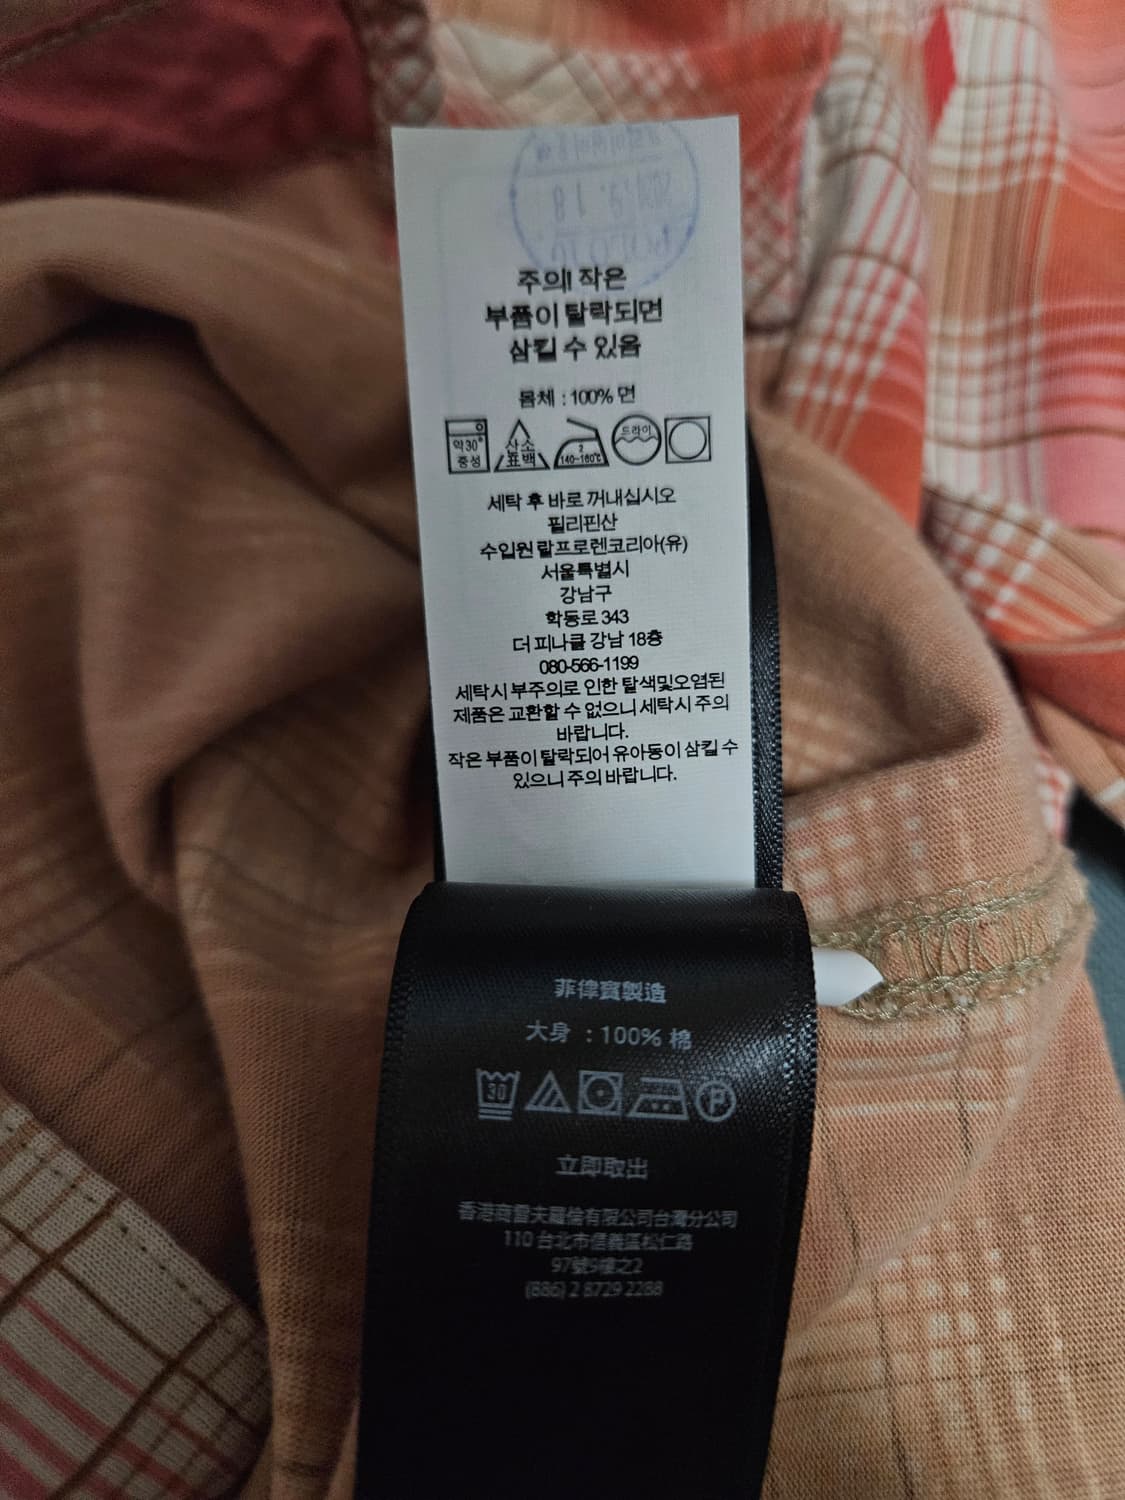 주의! 작은
부품이 탈락되면
삼킬 수 있음
몸체 : 100% 면
약30°
중성
산소
표백
2
140~160℃
드라이
세탁 후 바로 꺼내십시오
필리핀산
수입원 랄프로렌코리아(유)
서울특별시
강남구
학동로 343
더 피나클 강남 18층
080-566-1199
세탁시 부주의로 인한 탈색및오염된
제품은 교환할 수 없으니 세탁시 주의
바랍니다.
작은 부품이 탈락되어 유아동이 삼킬 수
있으니 주의 바랍니다.
菲律賓製造
大身 : 100% 棉
30
P
立即取出
香港商雷夫羅倫有限公司台灣分公司
110 台北市信義區松仁路
97號9樓之2
(886) 2 8729 2288